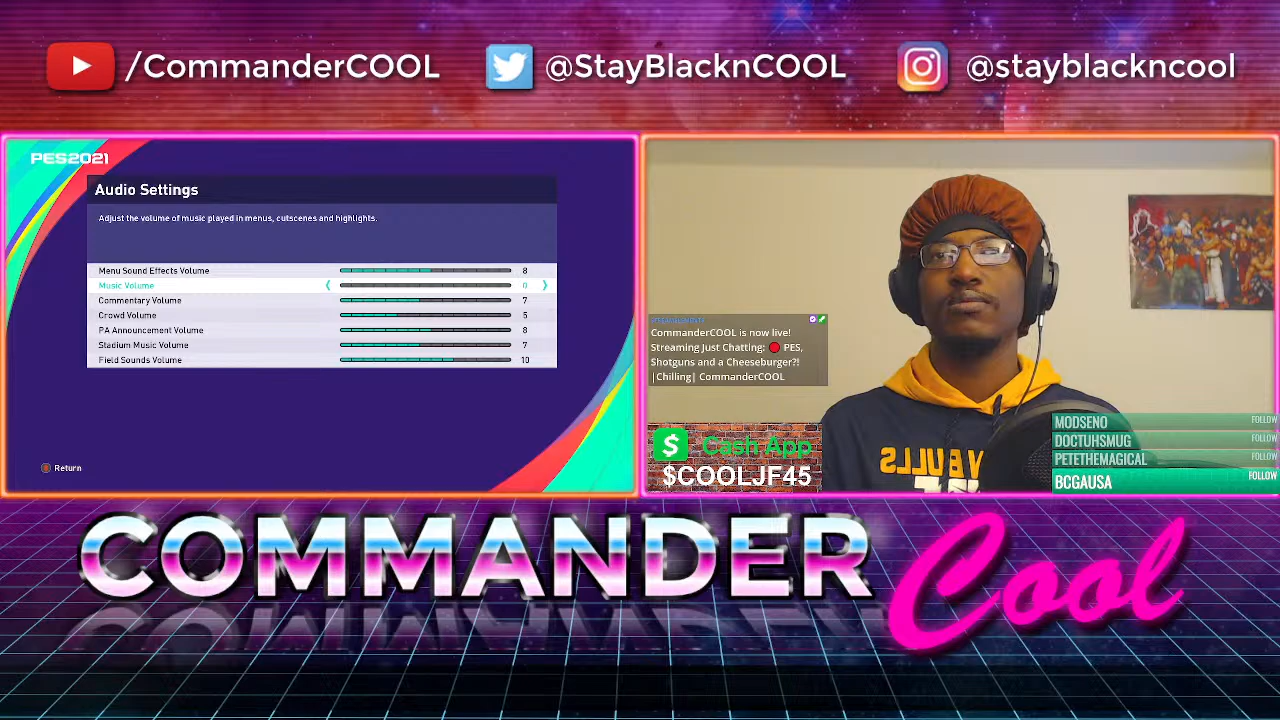 /CommanderCOOL
@StayBlacknCOOL
@stayblackncool
PES2021
Audio Settings
Adjust the volume of music played in menus, cutscenes and highlights.
Menu Sound Effects Volume 8
Music Volume 0
Commentary Volume 7
Crowd Volume 5
PA Announcement Volume 8
Stadium Music Volume 7
Field Sounds Volume 10
Return
CommanderCOOL is now live!
Streaming Just Chatting: 🔴 PES,
Shotguns and a Cheeseburger?!
|Chilling| CommanderCOOL
$ Cash App
$COOLJF45
MODSENO FOLLOW
DOCTUHSMUG FOLLOW
PETETHEMAGICAL FOLLOW
BCGAUSA FOLLOW
COMMANDER
Cool